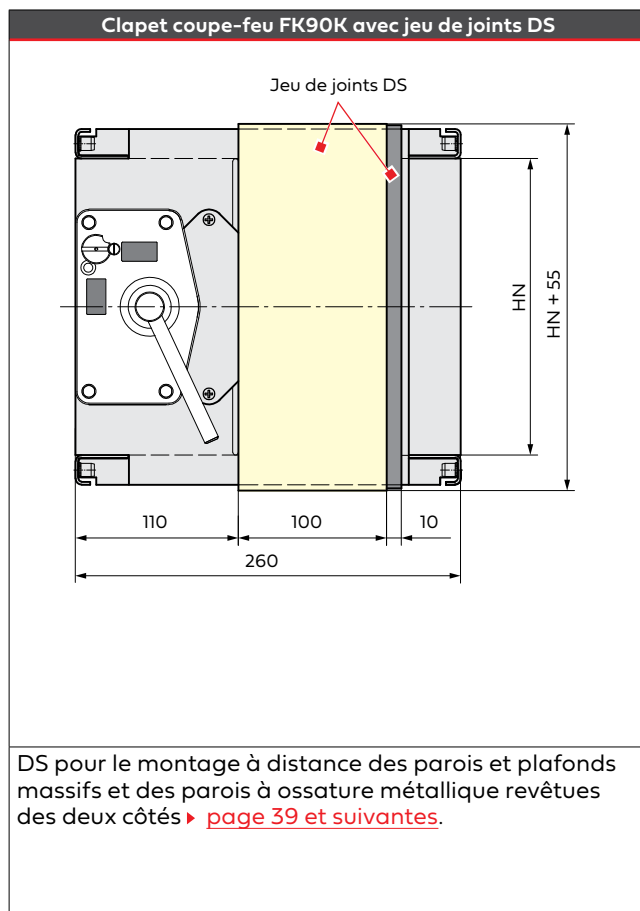 Clapet coupe-feu FK90K avec jeu de joints DS
Jeu de joints DS
HN
HN + 55
110
100
10
260
DS pour le montage à distance des parois et plafonds
massifs et des parois à ossature métallique revêtues
des deux côtés ▸ page 39 et suivantes.